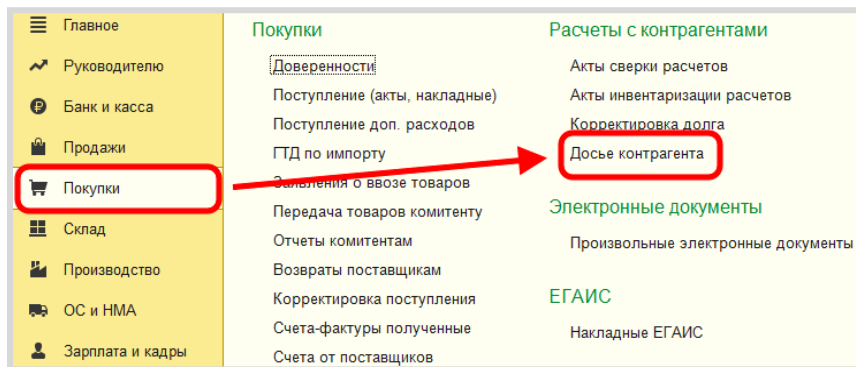 Главное
Руководителю
Банк и касса
Продажи
Покупки
Склад
Производство
ОС и НМА
Зарплата и кадры
Покупки
Доверенности
Поступление (акты, накладные)
Поступление доп. расходов
ГТД по импорту
Заявления о ввозе товаров
Передача товаров комитенту
Отчеты комитентам
Возвраты поставщикам
Корректировка поступления
Счета-фактуры полученные
Счета от поставщиков
Расчеты с контрагентами
Акты сверки расчетов
Акты инвентаризации расчетов
Корректировка долга
Досье контрагента
Электронные документы
Произвольные электронные документы
ЕГАИС
Накладные ЕГАИС